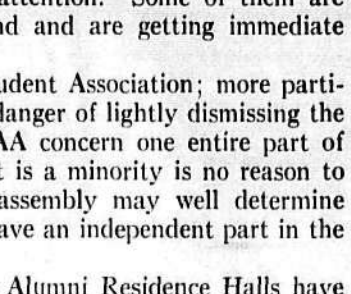 attention. Some of them are
nd and are getting immediate
udent Association; more parti-
danger of lightly dismissing the
AA concern one entire part of
t is a minority is no reason to
assembly may well determine
ave an independent part in the
Alumni Residence Halls have